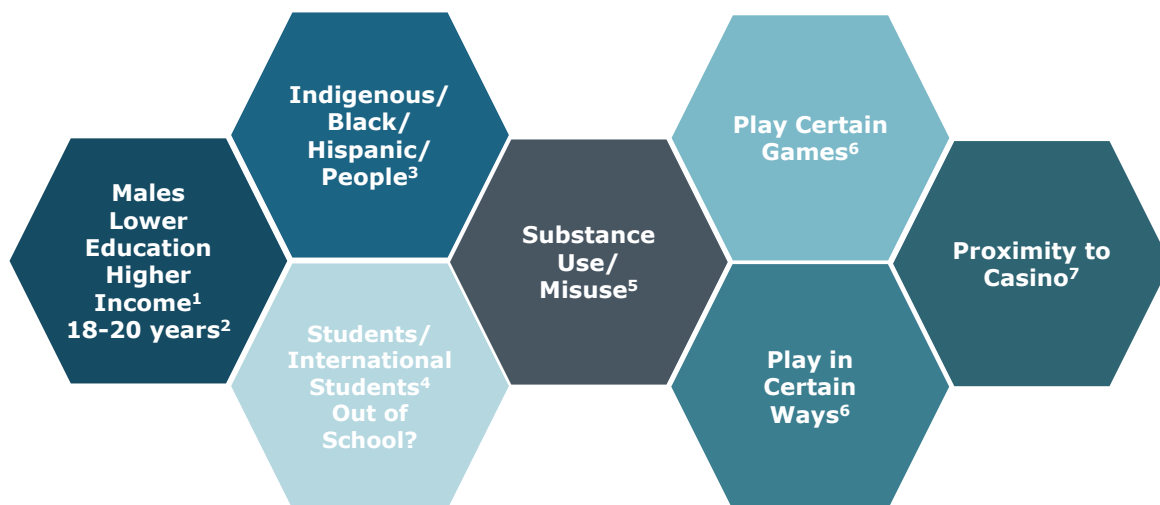 Males
Lower
Education
Higher
Income¹
18-20 years²
Indigenous/
Black/
Hispanic/
People³
Students/
International
Students⁴
Out of
School?
Substance
Use/
Misuse⁵
Play Certain
Games⁶
Play in
Certain
Ways⁶
Proximity to
Casino⁷